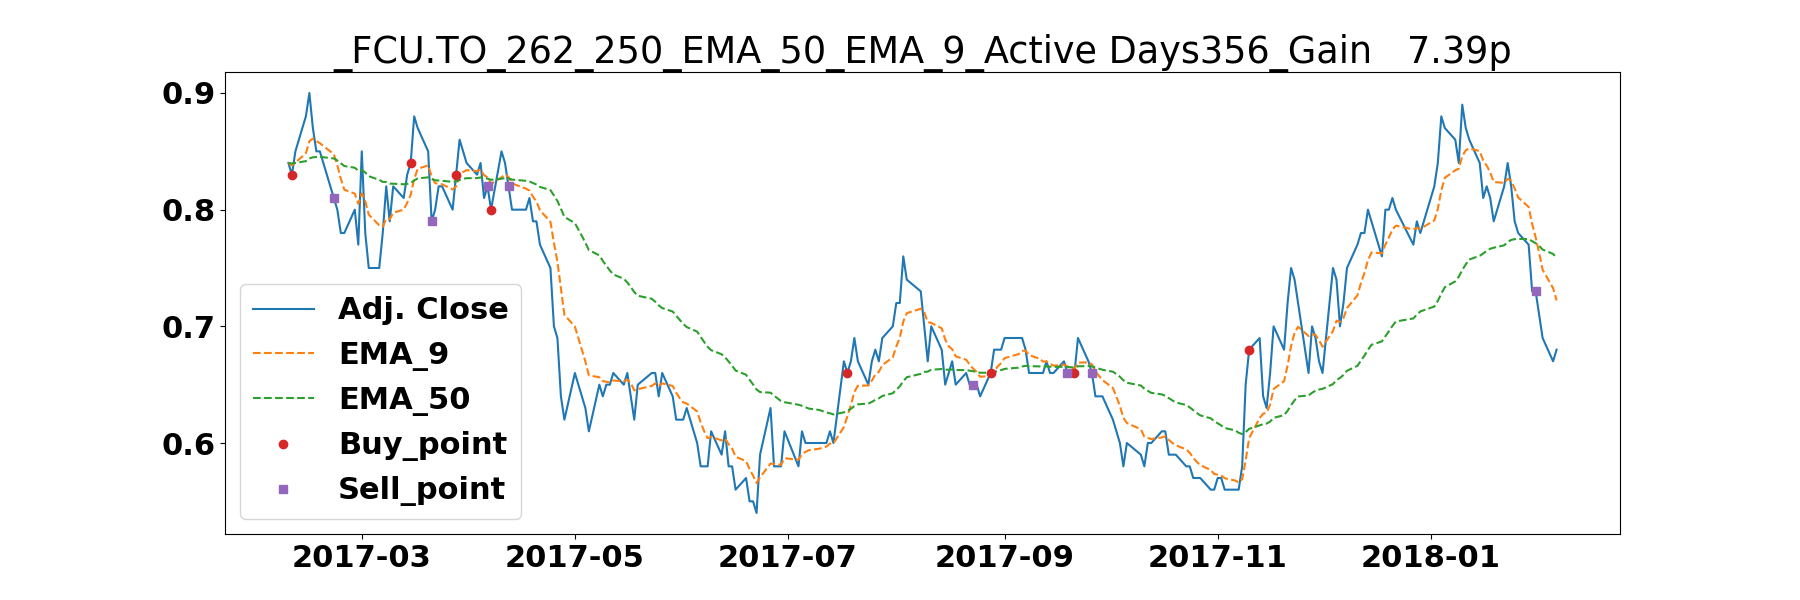 _FCU.TO_262_250_EMA_50_EMA_9_Active Days356_Gain   7.39p
0.9
0.8
0.7
0.6
Adj. Close
EMA_9
EMA_50
Buy_point
Sell_point
2017-03 2017-05 2017-07 2017-09 2017-11 2018-01